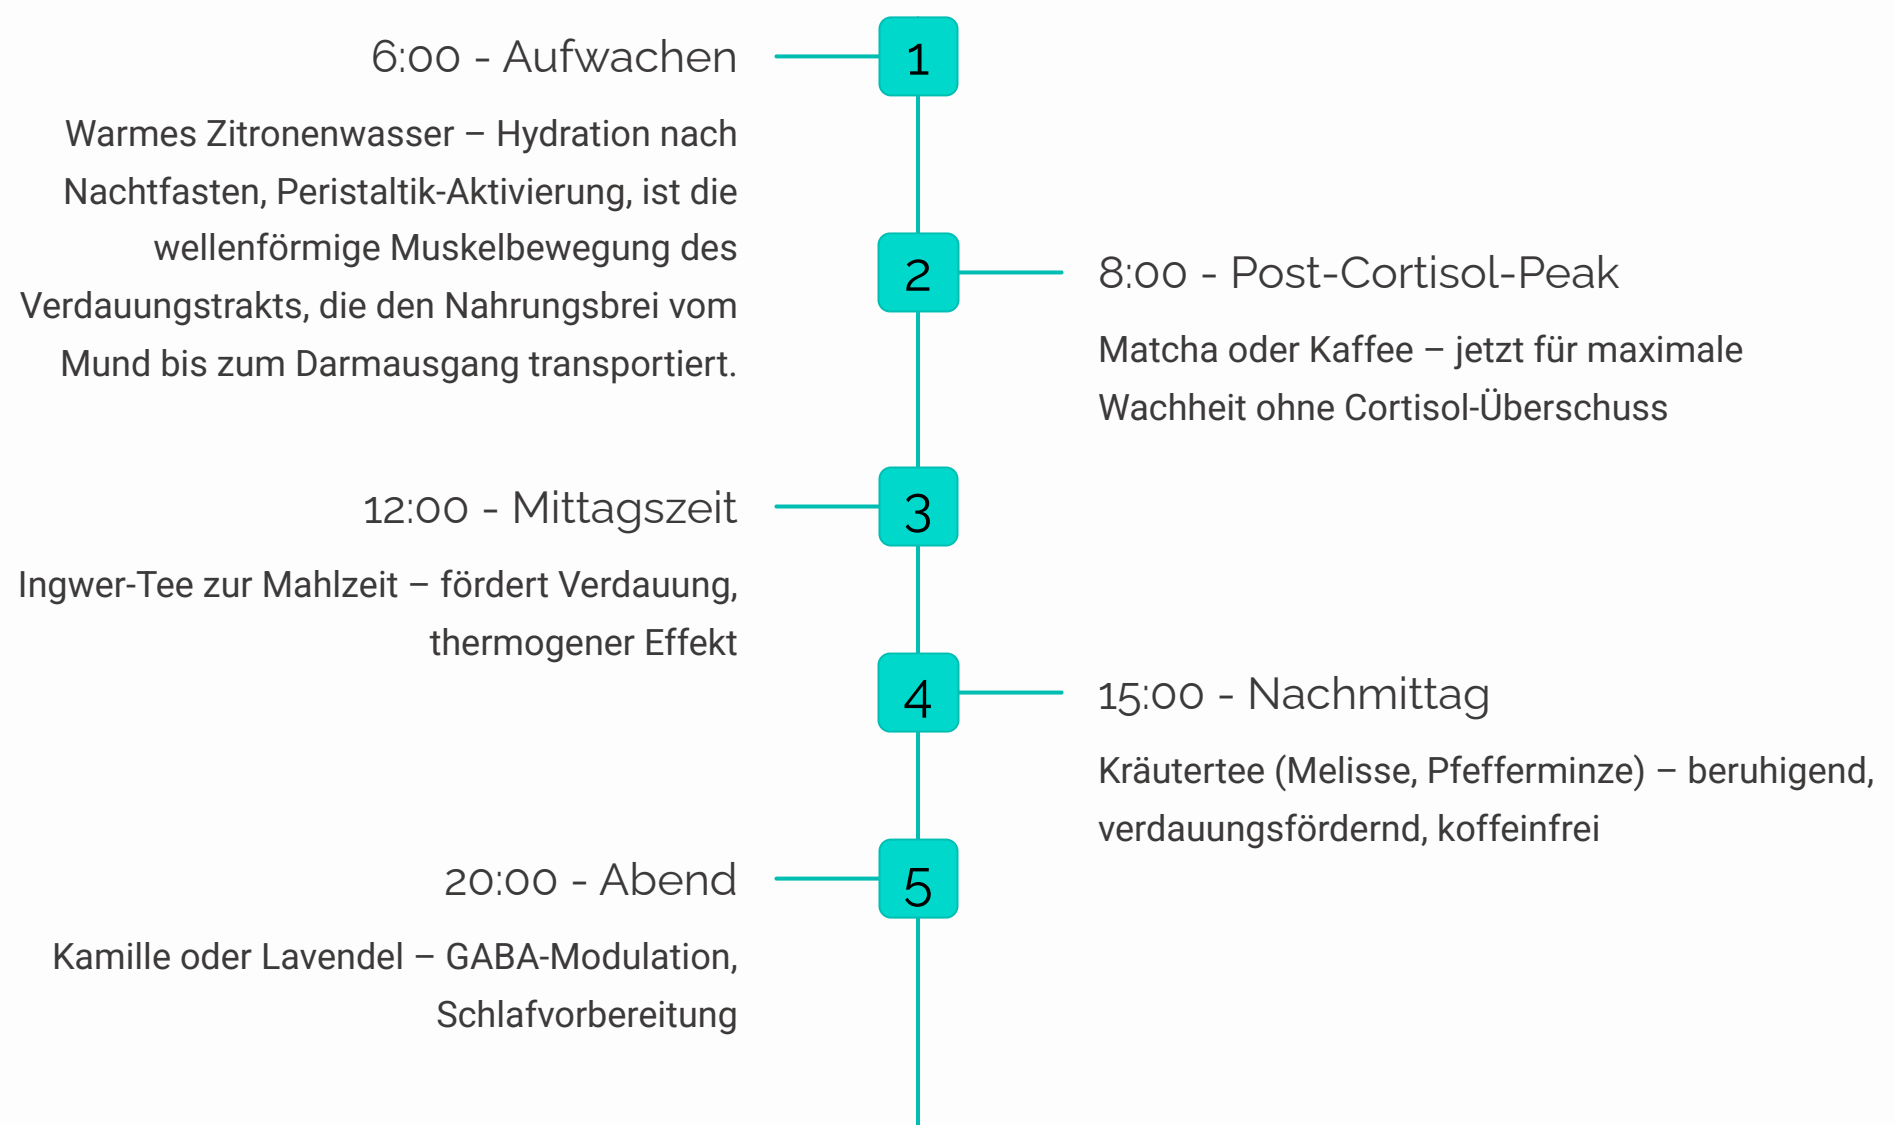 1
6:00 - Aufwachen
Warmes Zitronenwasser – Hydration nach
Nachtfasten, Peristaltik-Aktivierung, ist die
wellenförmige Muskelbewegung des
Verdauungstrakts, die den Nahrungsbrei vom
Mund bis zum Darmausgang transportiert.
2
8:00 - Post-Cortisol-Peak
Matcha oder Kaffee – jetzt für maximale
Wachheit ohne Cortisol-Überschuss
3
12:00 - Mittagszeit
Ingwer-Tee zur Mahlzeit – fördert Verdauung,
thermogener Effekt
4
15:00 - Nachmittag
Kräutertee (Melisse, Pfefferminze) – beruhigend,
verdauungsfördernd, koffeinfrei
5
20:00 - Abend
Kamille oder Lavendel – GABA-Modulation,
Schlafvorbereitung